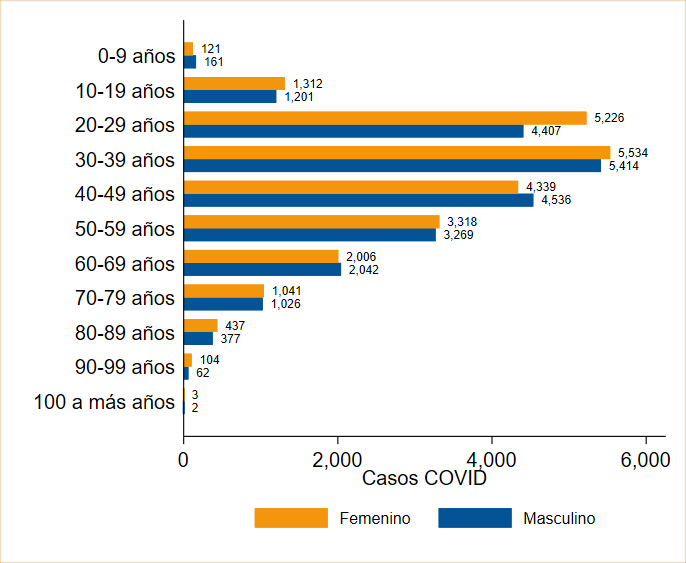 0-9 años
121
161
10-19 años
1,312
1,201
20-29 años
5,226
4,407
30-39 años
5,534
5,414
40-49 años
4,339
4,536
50-59 años
3,318
3,269
60-69 años
2,006
2,042
70-79 años
1,041
1,026
80-89 años
437
377
90-99 años
104
62
100 a más años
3
2
0 2,000 4,000 6,000
Casos COVID
Femenino Masculino